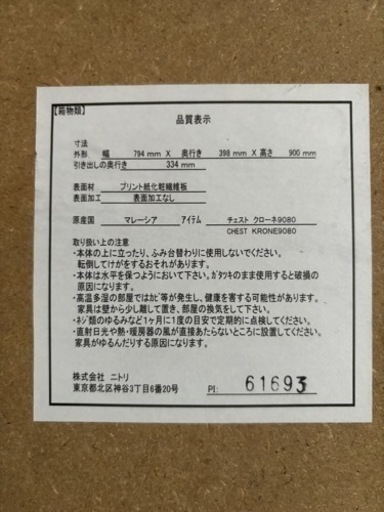 【箱物類】
品質表示
寸法
外形 幅 794 mm X 奥行き 398 mm X 高さ 900 mm
引き出しの奥行き 334 mm
表面材 プリント紙化粧繊維板
表面加工 表面加工なし
原産国 マレーシア アイテム チェスト クローネ9080
CHEST KRONE9080
取り扱い上の注意
・本体の上に立ったり、ふみ台替わりに使用しないでください。
転倒してけがをするおそれがあります。
・本体は水平を保つようにおいて下さい。ガタツキのまま使用すると破損の
原因になります。
・高温多湿の部屋ではカビ等が発生し、健康を害する可能性があります。
家具は壁から少し離して置き、部屋の換気をして下さい。
・ネジ類のゆるみなど1ヶ月に1度の目安で定期的に点検してください。
・直射日光や熱・暖房器の風が直接あたらないところに設置してください。
家具がゆるんだりする原因になります。
株式会社 ニトリ
東京都北区神谷3丁目6番20号 PI: 61693